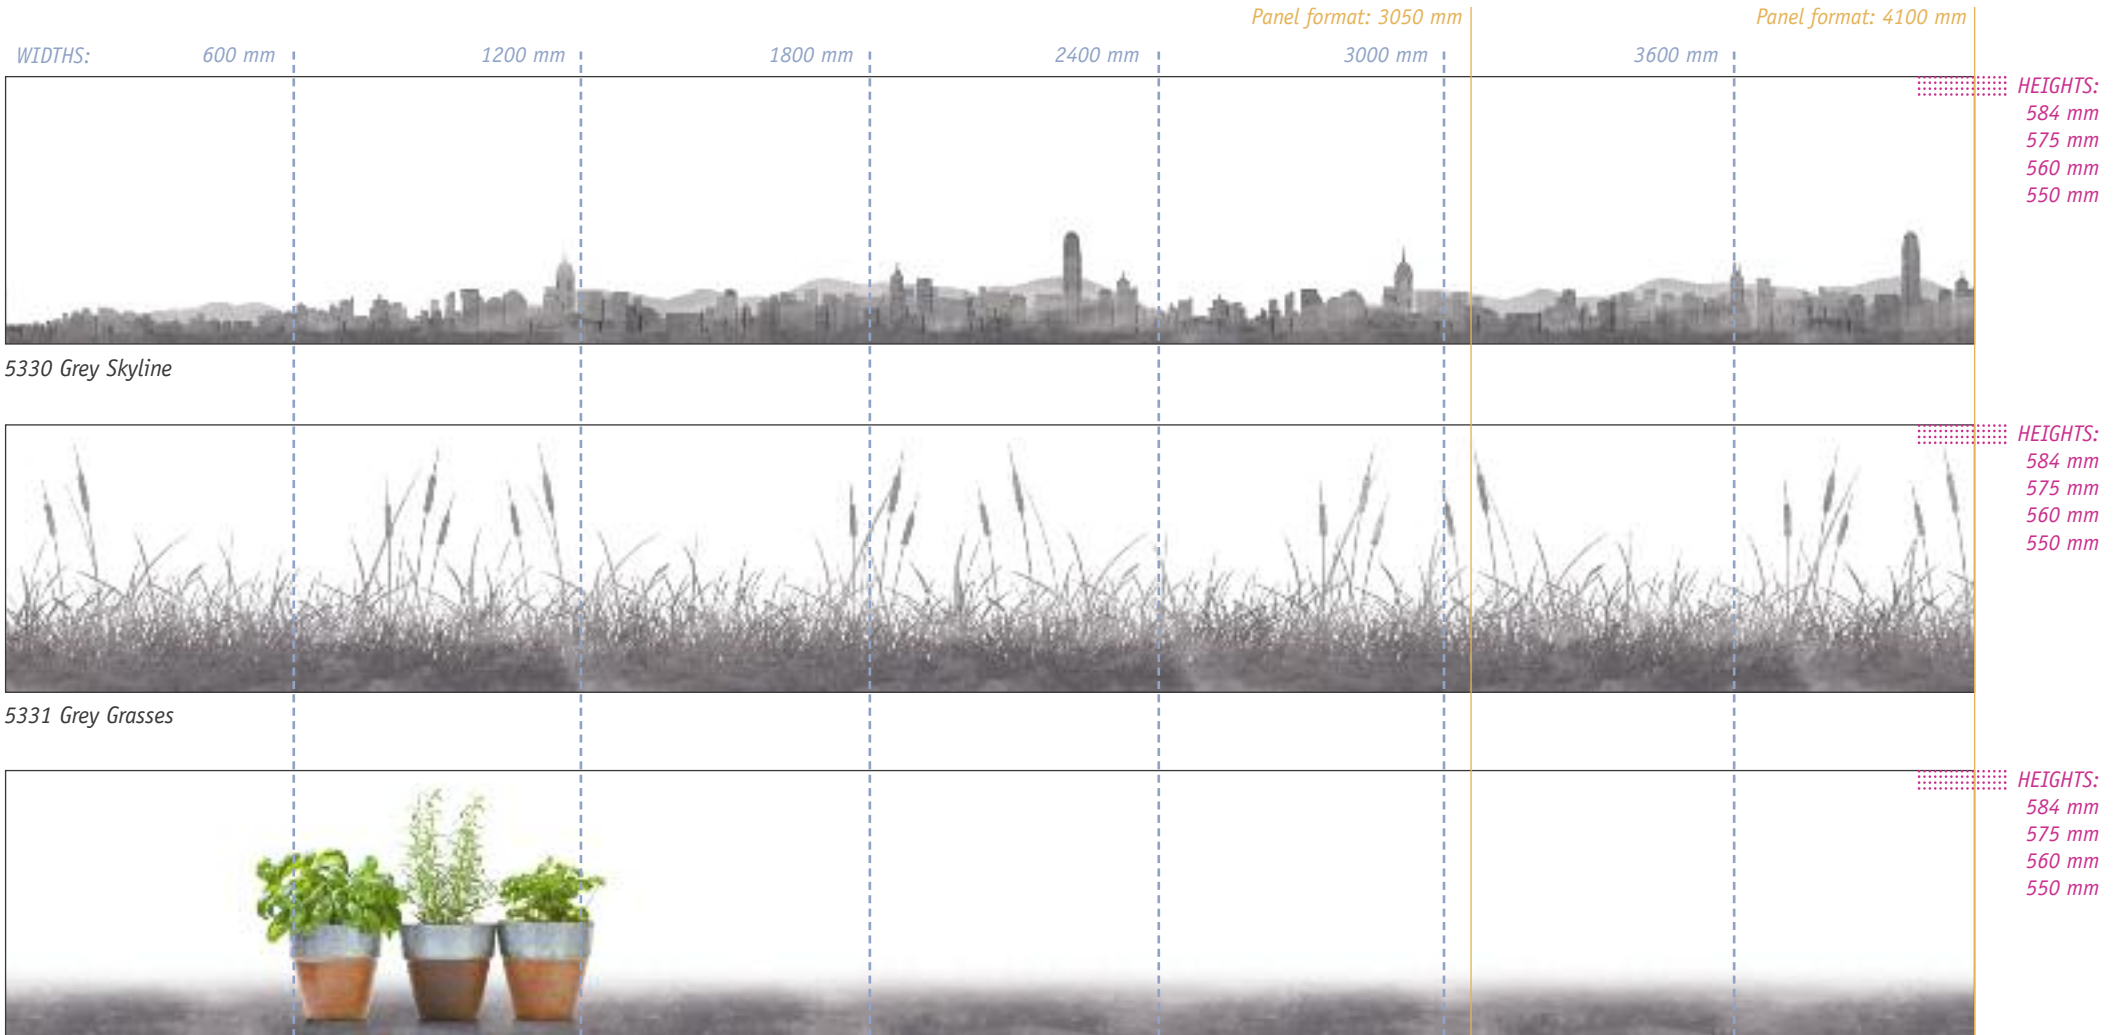 Panel format: 3050 mm
Panel format: 4100 mm
WIDTHS:
600 mm
1200 mm
1800 mm
2400 mm
3000 mm
3600 mm
HEIGHTS:
584 mm
575 mm
560 mm
550 mm
5330 Grey Skyline
HEIGHTS:
584 mm
575 mm
560 mm
550 mm
5331 Grey Grasses
HEIGHTS:
584 mm
575 mm
560 mm
550 mm